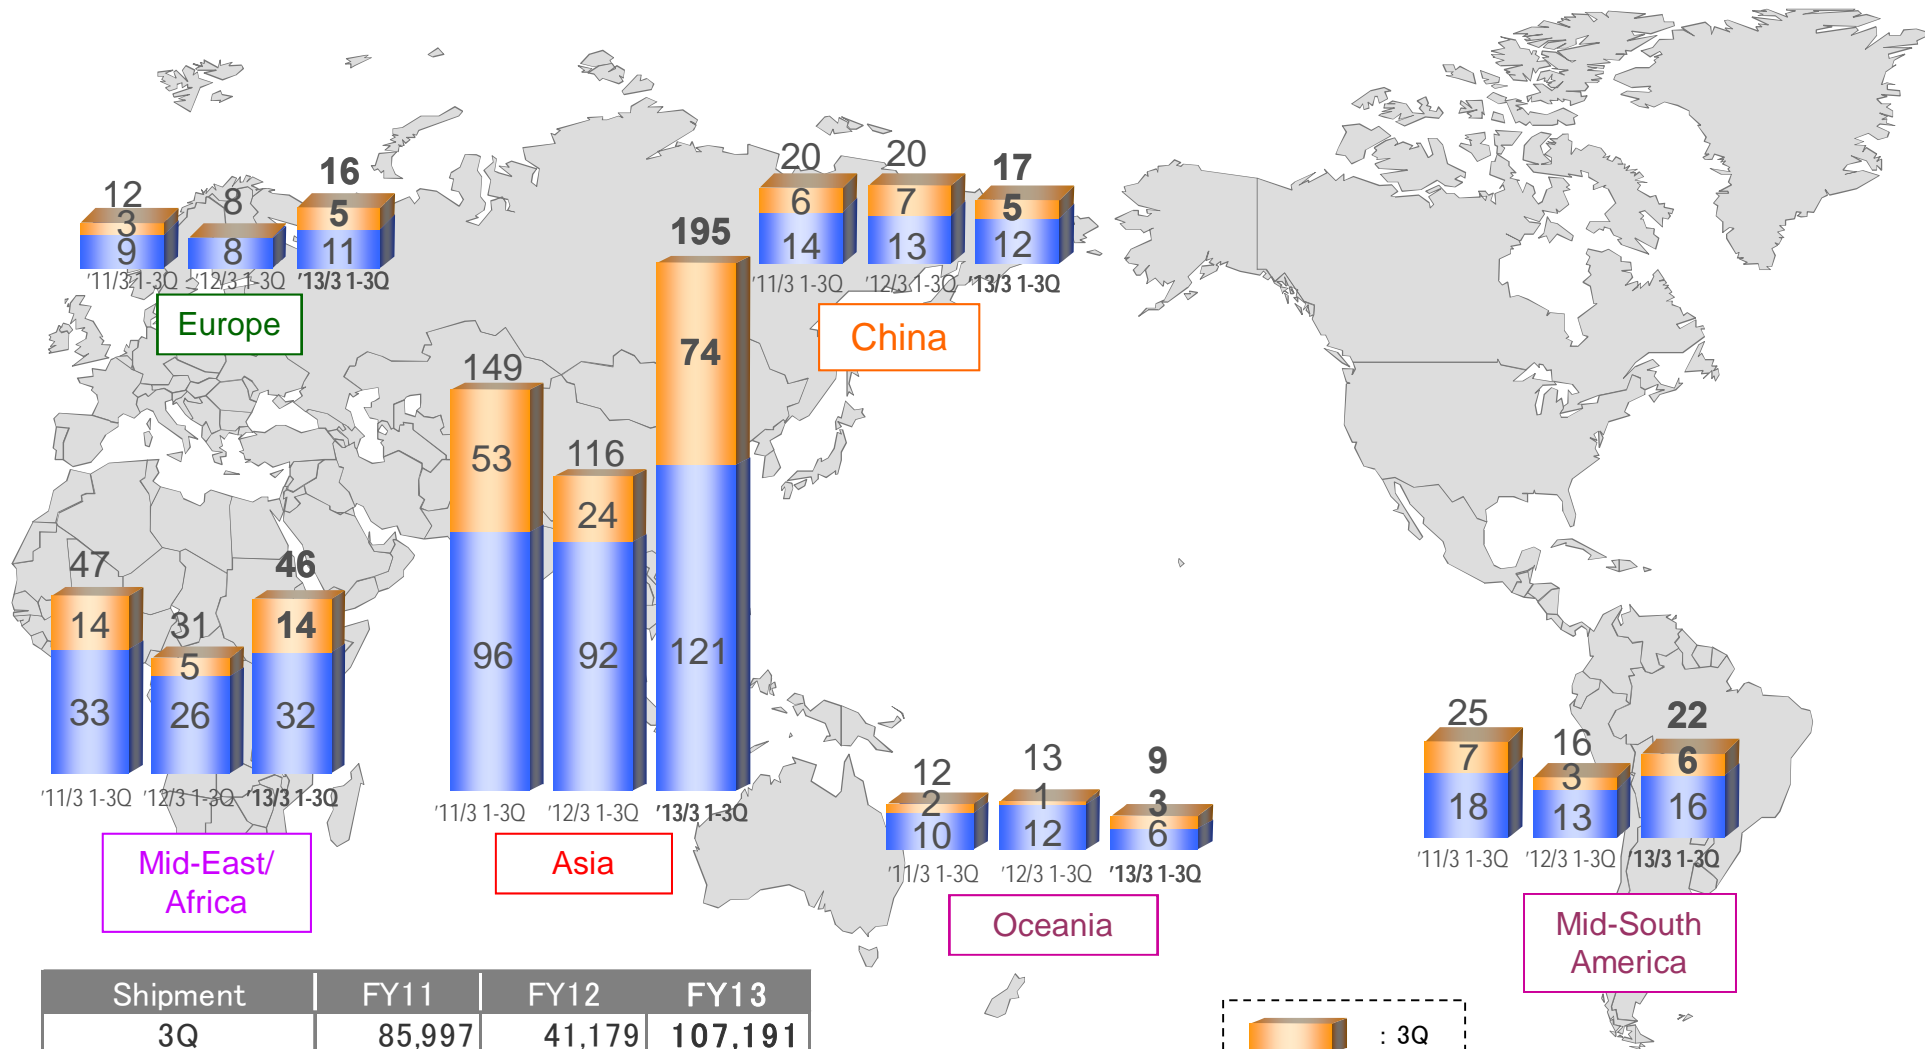 12
3
9
8
8
16
5
11
'11/3 1-3Q
'12/3 1-3Q
'13/3 1-3Q
Europe
20
6
14
20
7
13
17
5
12
'11/3 1-3Q
'12/3 1-3Q
'13/3 1-3Q
China
149
53
96
116
24
92
195
74
121
'11/3 1-3Q
'12/3 1-3Q
'13/3 1-3Q
Asia
47
14
33
31
5
26
46
14
32
'11/3 1-3Q
'12/3 1-3Q
'13/3 1-3Q
Mid-East/
Africa
12
2
10
13
1
12
9
3
6
'11/3 1-3Q
'12/3 1-3Q
'13/3 1-3Q
Oceania
25
7
18
16
3
13
22
6
16
'11/3 1-3Q
'12/3 1-3Q
'13/3 1-3Q
Mid-South
America
Shipment FY11 FY12 FY13
3Q 85,997 41,179 107,191
: 3Q